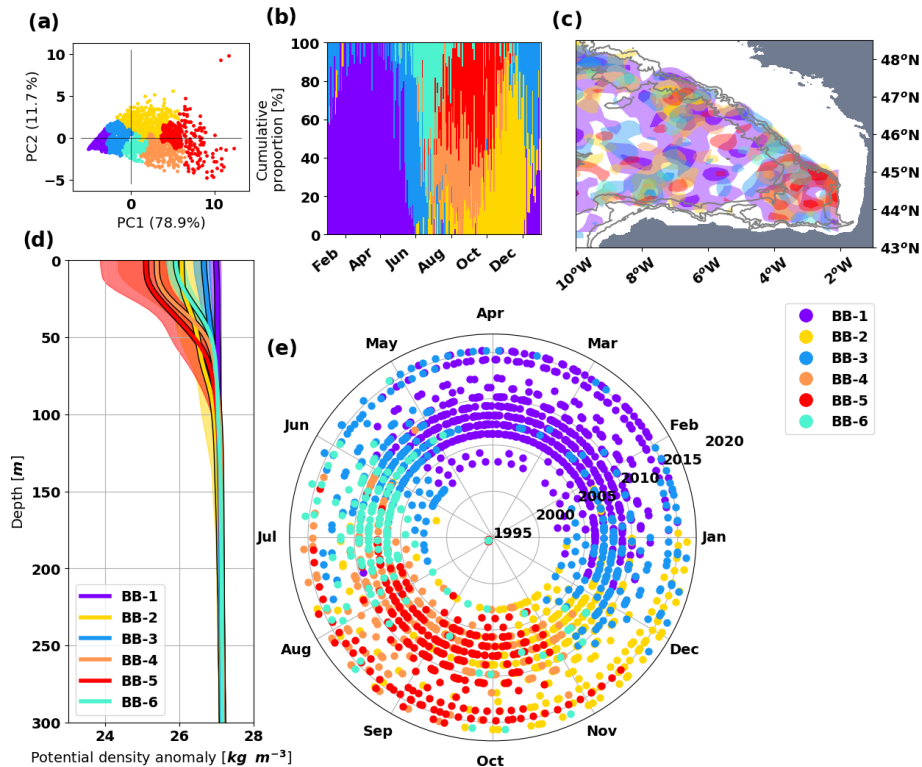 (a)
10
5
0
−5
PC2 (11.7%)
0
10
PC1 (78.9%)
(b)
100
80
60
40
20
0
Cumulative
proportion [%]
Feb
Apr
Jun
Aug
Oct
Dec
(c)
48°N
47°N
46°N
45°N
44°N
43°N
10°W
8°W
6°W
4°W
2°W
BB-1
BB-2
BB-3
BB-4
BB-5
BB-6
(d)
0
50
100
150
200
250
300
Depth [m]
BB-1
BB-2
BB-3
BB-4
BB-5
BB-6
24
26
28
Potential density anomaly [kg m⁻³]
(e)
Apr
May
Mar
Jun
Feb
2020
2015
2010
2005
2000
1995
Jul
Jan
Aug
Dec
Sep
Nov
Oct